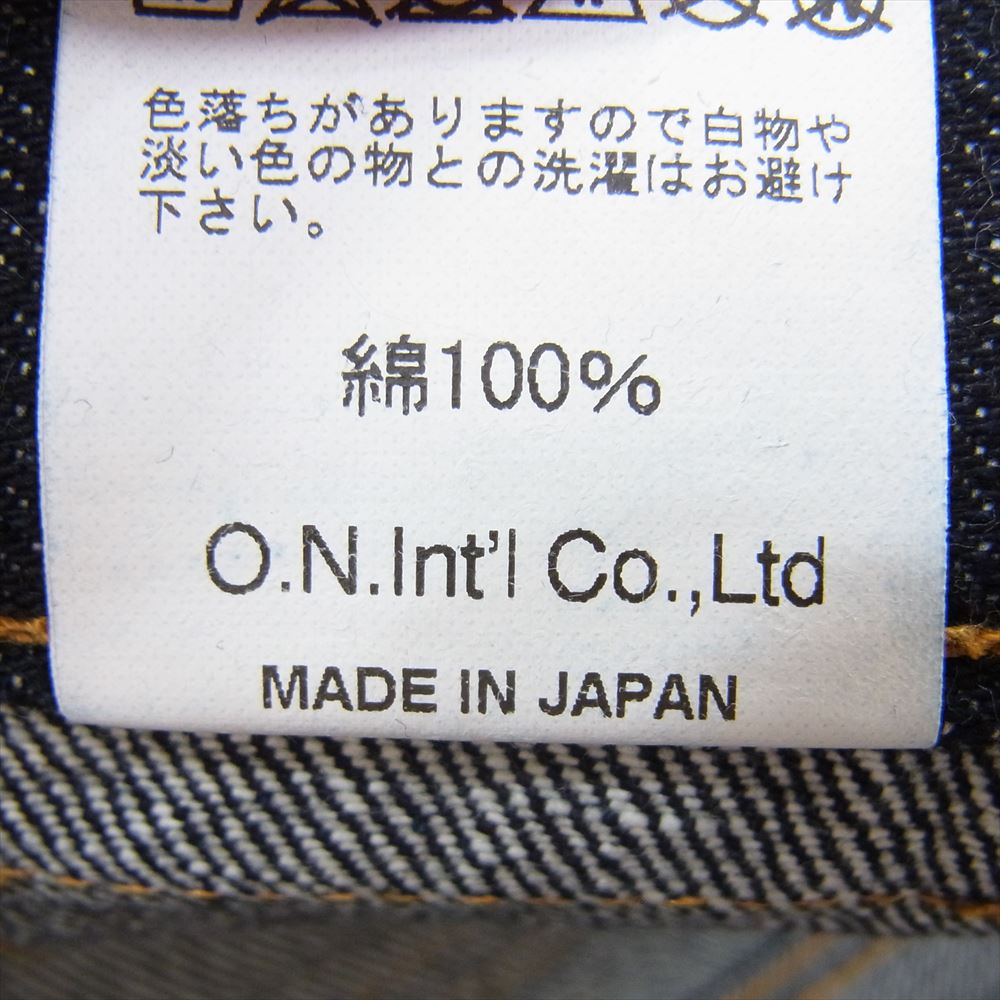 色落ちがありますので白物や
淡い色の物との洗濯はお避け
下さい。
綿100%
O.N.Int'l Co.,Ltd
MADE IN JAPAN